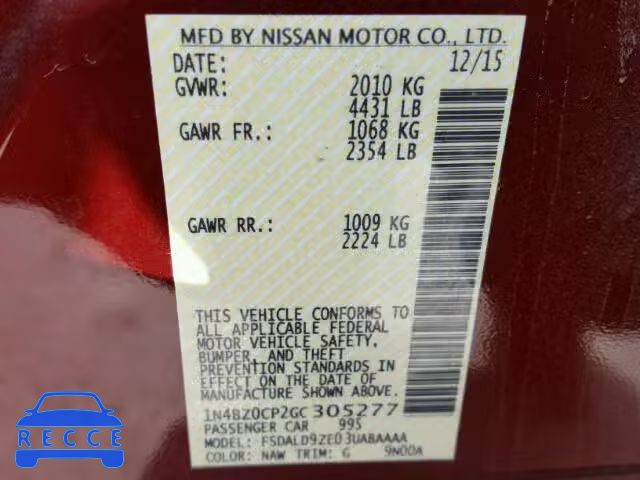 MFD BY NISSAN MOTOR CO., LTD.
DATE: 12/15
GVWR: 2010 KG
4431 LB
GAWR FR.: 1068 KG
2354 LB
GAWR RR.: 1009 KG
2224 LB
THIS VEHICLE CONFORMS TO
ALL APPLICABLE FEDERAL
MOTOR VEHICLE SAFETY,
BUMPER, AND THEFT
PREVENTION STANDARDS IN
EFFECT ON THE DATE OF
MANUFACTURE SHOWN ABOVE.
1N4BZ0CP2GC305277
PASSENGER CAR 995
MODEL: FSDALD9ZE03UABAAAA
COLOR: NAW TRIM: G 9N00A
RECCE